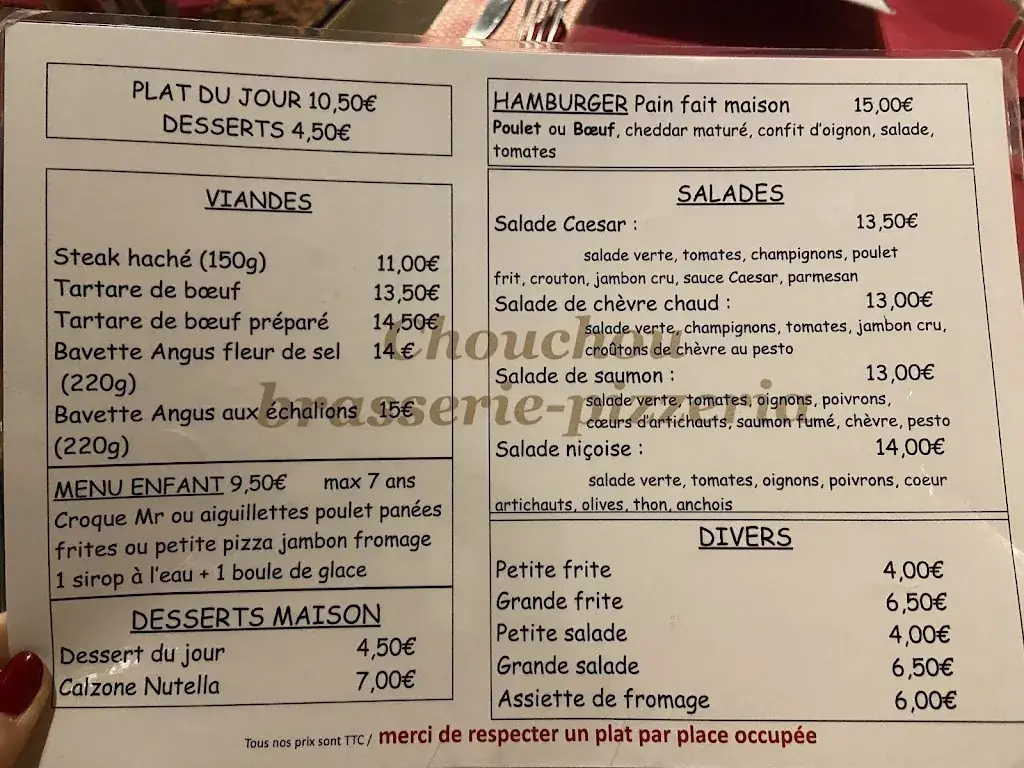 PLAT DU JOUR 10,50€
DESSERTS 4,50€
VIANDES
Steak haché (150g) 11,00€
Tartare de bœuf 13,50€
Tartare de bœuf préparé 14,50€
Bavette Angus fleur de sel 14 €
(220g)
Bavette Angus aux échalions 15€
(220g)
MENU ENFANT 9,50€ max 7 ans
Croque Mr ou aiguillettes poulet panées
frites ou petite pizza jambon fromage
1 sirop à l'eau + 1 boule de glace
DESSERTS MAISON
Dessert du jour 4,50€
Calzone Nutella 7,00€
HAMBURGER Pain fait maison 15,00€
Poulet ou Bœuf, cheddar maturé, confit d'oignon, salade,
tomates
SALADES
Salade Caesar : 13,50€
salade verte, tomates, champignons, poulet
frit, crouton, jambon cru, sauce Caesar, parmesan
Salade de chèvre chaud : 13,00€
salade verte, champignons, tomates, jambon cru,
croûtons de chèvre au pesto
Salade de saumon : 13,00€
salade verte, tomates, oignons, poivrons,
cœurs d'artichauts, saumon fumé, chèvre, pesto
Salade niçoise : 14,00€
salade verte, tomates, oignons, poivrons, coeur
artichauts, olives, thon, anchois
DIVERS
Petite frite 4,00€
Grande frite 6,50€
Petite salade 4,00€
Grande salade 6,50€
Assiette de fromage 6,00€
Chouchou
brasserie-pizzeria
Tous nos prix sont TTC / merci de respecter un plat par place occupée